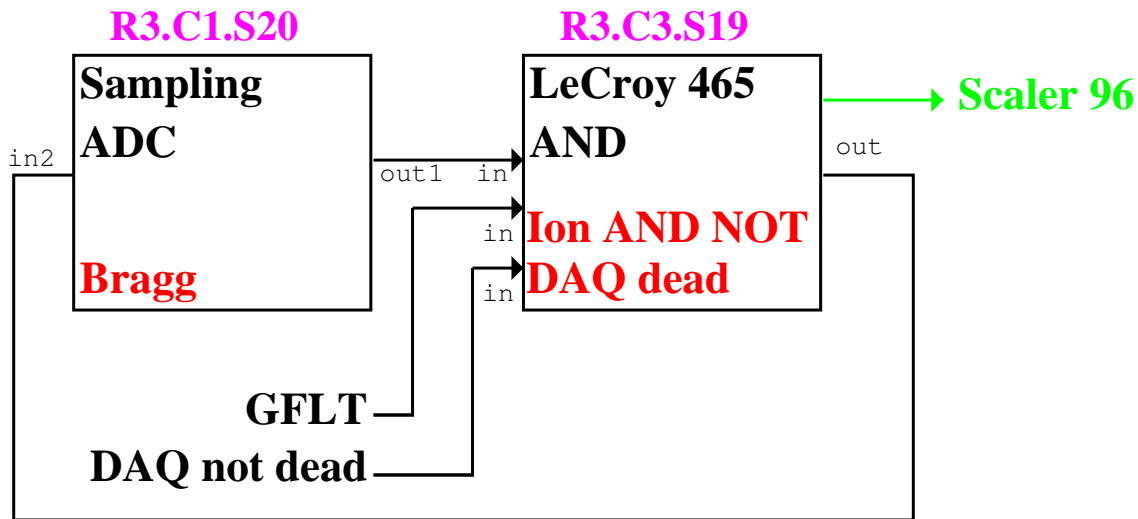 R3.C1.S20
R3.C3.S19
Sampling
ADC
Bragg
LeCroy 465
AND
Ion AND NOT
DAQ dead
Scaler 96
in2
out1
in
in
in
out
GFLT
DAQ not dead